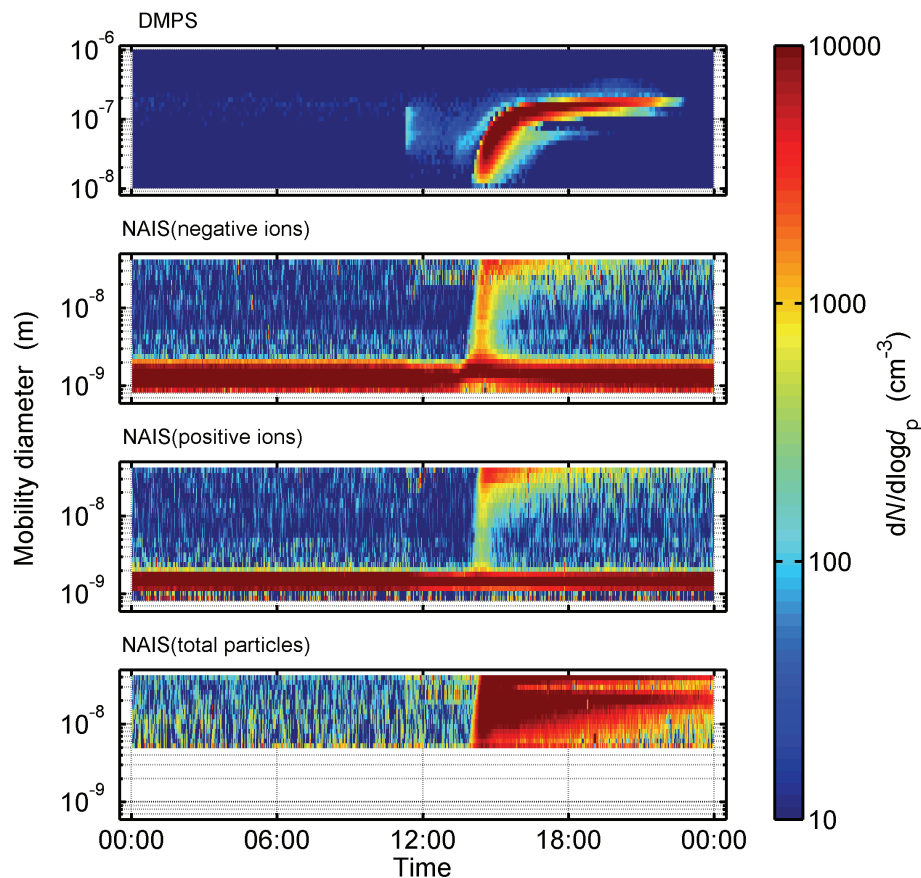 DMPS
10^-6
10^-7
10^-8
NAIS(negative ions)
10^-8
10^-9
NAIS(positive ions)
10^-8
10^-9
NAIS(total particles)
10^-8
10^-9
00:00 06:00 12:00 18:00 00:00
Time
Mobility diameter (m)
10000
1000
100
10
dN/dlogd_p (cm^-3)